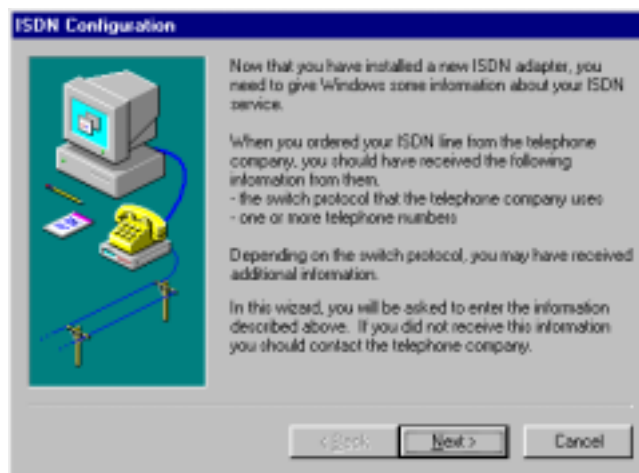 ISDN Configuration
Now that you have installed a new ISDN adapter, you
need to give Windows some information about your ISDN
service.
When you ordered your ISDN line from the telephone
company, you should have received the following
information from them.
- the switch protocol that the telephone company uses
- one or more telephone numbers
Depending on the switch protocol, you may have received
additional information.
In this wizard, you will be asked to enter the information
described above. If you did not receive this information
you should contact the telephone company.
< Back
Next >
Cancel